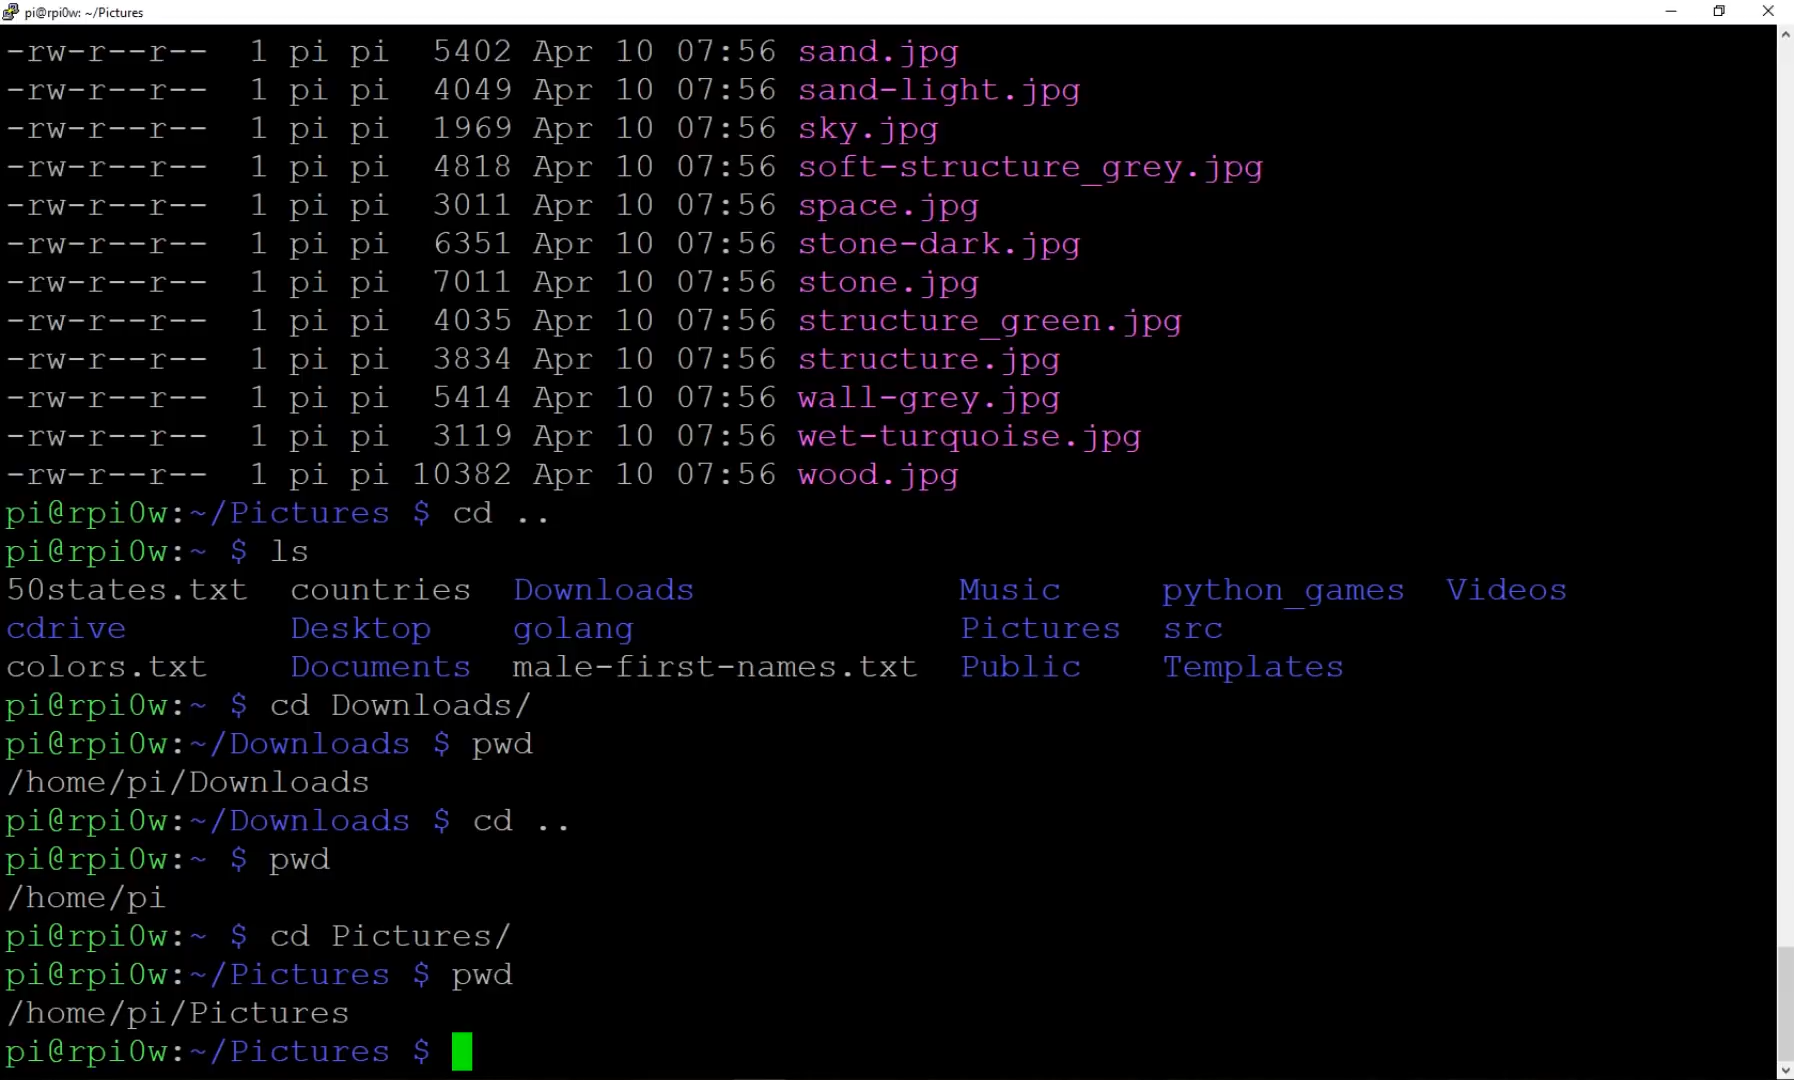 pi@rpi0w: ~/Pictures
-rw-r--r-- 1 pi pi 5402 Apr 10 07:56 sand.jpg
-rw-r--r-- 1 pi pi 4049 Apr 10 07:56 sand-light.jpg
-rw-r--r-- 1 pi pi 1969 Apr 10 07:56 sky.jpg
-rw-r--r-- 1 pi pi 4818 Apr 10 07:56 soft-structure_grey.jpg
-rw-r--r-- 1 pi pi 3011 Apr 10 07:56 space.jpg
-rw-r--r-- 1 pi pi 6351 Apr 10 07:56 stone-dark.jpg
-rw-r--r-- 1 pi pi 7011 Apr 10 07:56 stone.jpg
-rw-r--r-- 1 pi pi 4035 Apr 10 07:56 structure_green.jpg
-rw-r--r-- 1 pi pi 3834 Apr 10 07:56 structure.jpg
-rw-r--r-- 1 pi pi 5414 Apr 10 07:56 wall-grey.jpg
-rw-r--r-- 1 pi pi 3119 Apr 10 07:56 wet-turquoise.jpg
-rw-r--r-- 1 pi pi 10382 Apr 10 07:56 wood.jpg
pi@rpi0w:~/Pictures $ cd ..
pi@rpi0w:~ $ ls
50states.txt countries Downloads Music python_games Videos
cdrive Desktop golang Pictures src
colors.txt Documents male-first-names.txt Public Templates
pi@rpi0w:~ $ cd Downloads/
pi@rpi0w:~/Downloads $ pwd
/home/pi/Downloads
pi@rpi0w:~/Downloads $ cd ..
pi@rpi0w:~ $ pwd
/home/pi
pi@rpi0w:~ $ cd Pictures/
pi@rpi0w:~/Pictures $ pwd
/home/pi/Pictures
pi@rpi0w:~/Pictures $